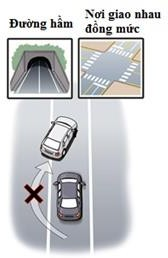 Đường hầm
Nơi giao nhau
đồng mức